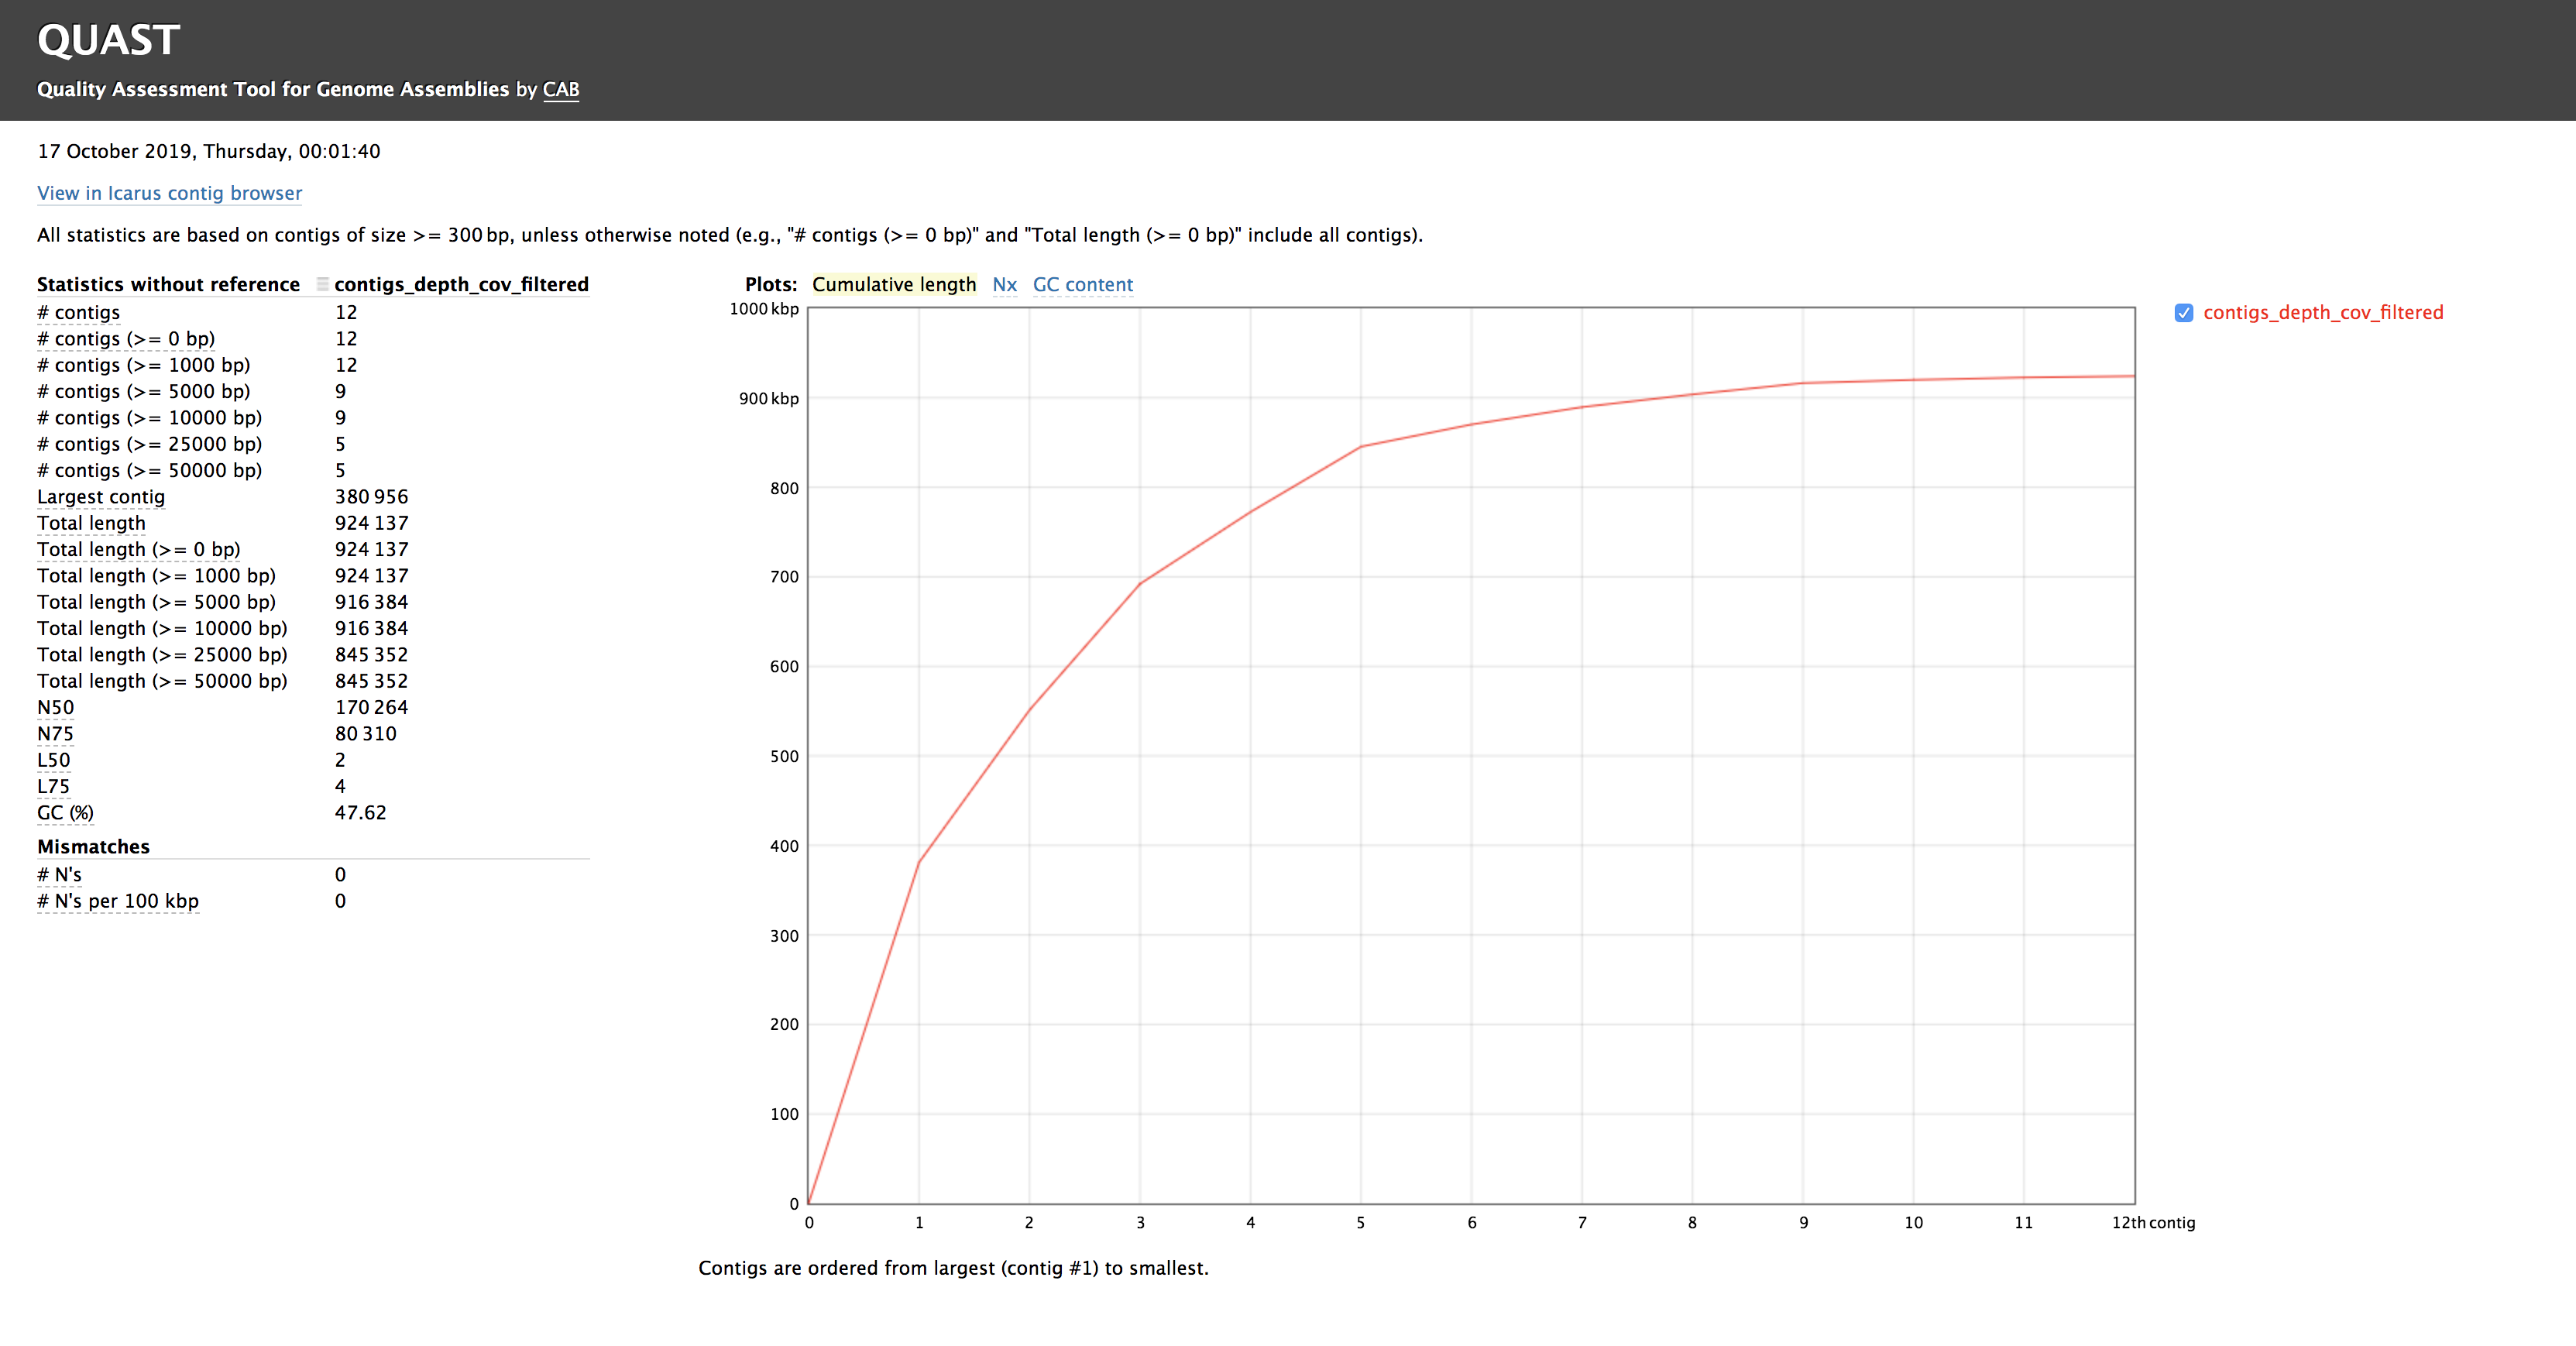 QUAST
Quality Assessment Tool for Genome Assemblies by CAB
17 October 2019, Thursday, 00:01:40
View in Icarus contig browser
All statistics are based on contigs of size >= 300 bp, unless otherwise noted (e.g., "# contigs (>= 0 bp)" and "Total length (>= 0 bp)" include all contigs).
Statistics without reference contigs_depth_cov_filtered
# contigs 12
# contigs (>= 0 bp) 12
# contigs (>= 1000 bp) 12
# contigs (>= 5000 bp) 9
# contigs (>= 10000 bp) 9
# contigs (>= 25000 bp) 5
# contigs (>= 50000 bp) 5
Largest contig 380 956
Total length 924 137
Total length (>= 0 bp) 924 137
Total length (>= 1000 bp) 924 137
Total length (>= 5000 bp) 916 384
Total length (>= 10000 bp) 916 384
Total length (>= 25000 bp) 845 352
Total length (>= 50000 bp) 845 352
N50 170 264
N75 80 310
L50 2
L75 4
GC (%) 47.62
Mismatches
# N's 0
# N's per 100 kbp 0
Plots: Cumulative length Nx GC content
1000 kbp
900 kbp
800
700
600
500
400
300
200
100
0
0 1 2 3 4 5 6 7 8 9 10 11 12th contig
contigs_depth_cov_filtered
Contigs are ordered from largest (contig #1) to smallest.